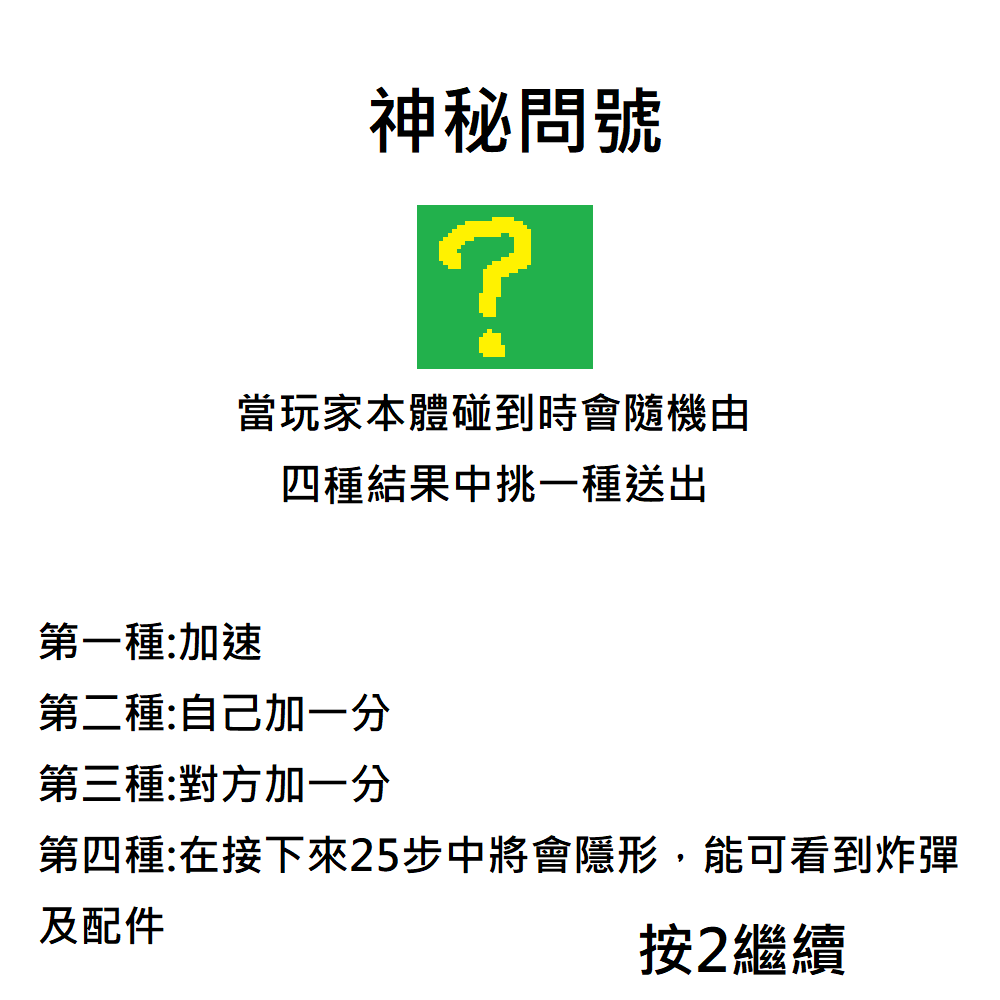 神秘問號
?
當玩家本體碰到時會隨機由
四種結果中挑一種送出
第一種:加速
第二種:自己加一分
第三種:對方加一分
第四種:在接下來25步中將會隱形，能可看到炸彈
及配件
按2繼續